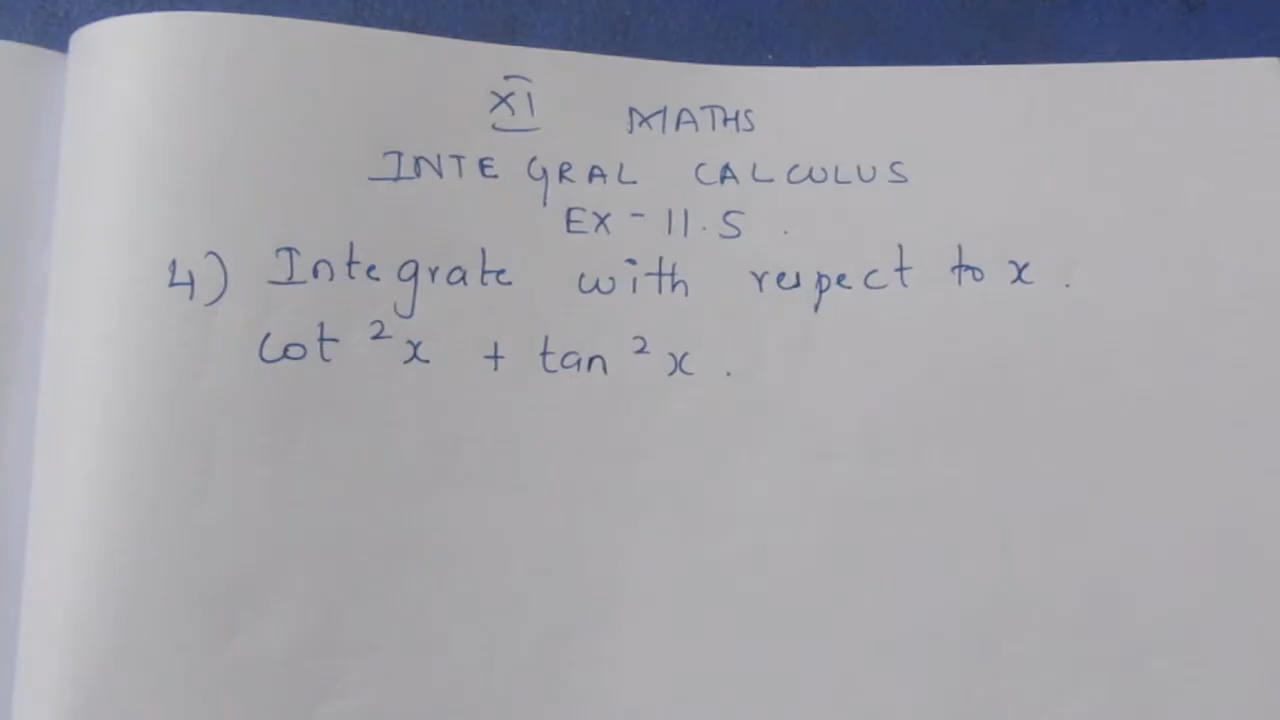 XI MATHS
INTEGRAL CALCULUS
EX - 11.5.
4) Integrate with respect to x.
cot ²x + tan ²x.